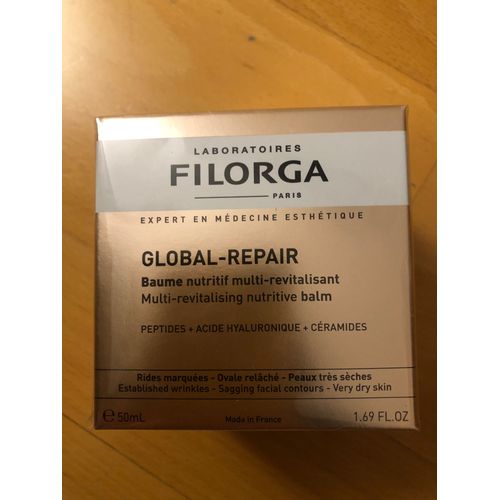 LABORATOIRES
FILORGA
PARIS
EXPERT EN MÉDECINE ESTHÉTIQUE
GLOBAL-REPAIR
Baume nutritif multi-revitalisant
Multi-revitalising nutritive balm
PEPTIDES + ACIDE HYALURONIQUE + CÉRAMIDES
Rides marquées - Ovale relâché - Peaux très sèches
Established wrinkles - Sagging facial contours - Very dry skin
℮ 50mL Made in France 1.69 FL.OZ